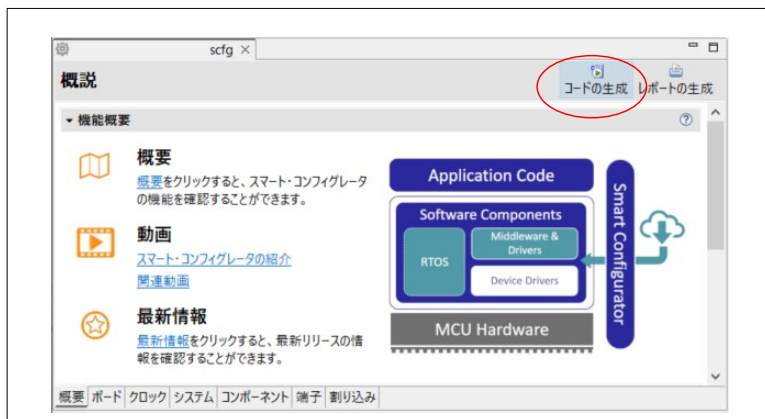 scfg
概説
コードの生成
レポートの生成
機能概要
概要
概要をクリックすると、スマート・コンフィグレータ
の機能を確認することができます。
動画
スマート・コンフィグレータの紹介
関連動画
最新情報
最新情報をクリックすると、最新リリースの情
報を確認することができます。
Application Code
Software Components
RTOS
Middleware &
Drivers
Device Drivers
MCU Hardware
Smart Configurator
概要 ボード クロック システム コンポーネント 端子 割り込み